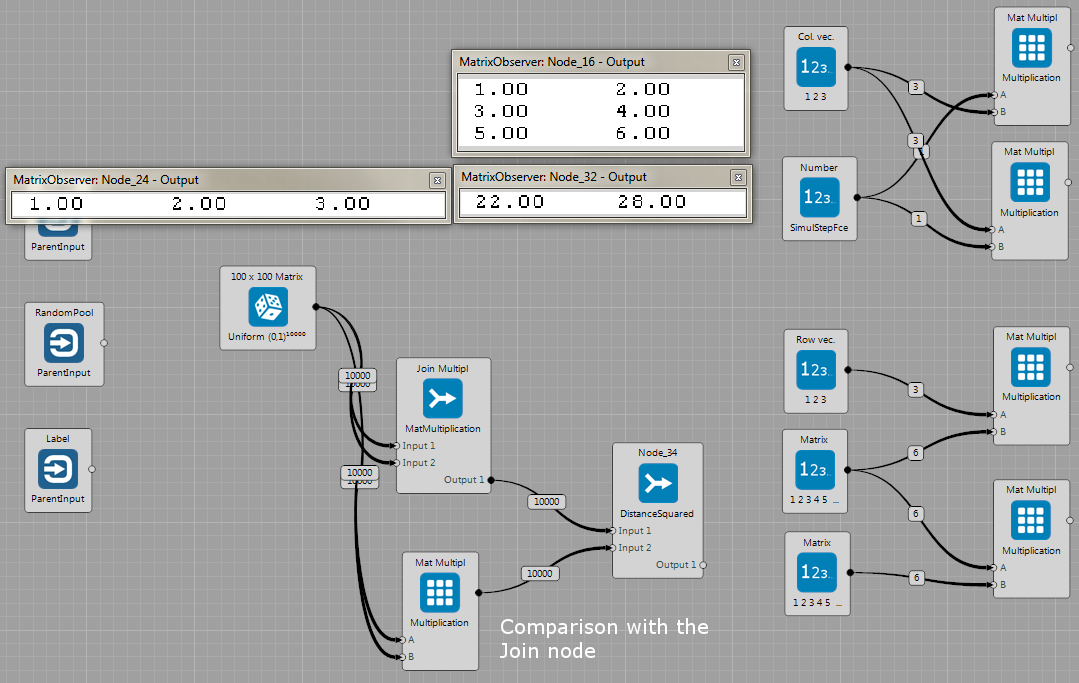 MatrixObserver: Node_16 - Output
1.00 2.00
3.00 4.00
5.00 6.00
MatrixObserver: Node_24 - Output
1.00 2.00 3.00
MatrixObserver: Node_32 - Output
22.00 28.00
ParentInput
RandomPool
ParentInput
Label
ParentInput
100 x 100 Matrix
Uniform (0,1)¹⁰⁰⁰⁰
10000
10000
10000
10000
Join Multipl
MatMultiplication
Input 1
Input 2
Output 1
10000
Node_34
DistanceSquared
Input 1
Input 2
Output 1
10000
Mat Multipl
Multiplication
A
B
Comparison with the
Join node
Col. vec.
123..
1 2 3
3
3
Number
123..
SimulStepFce
1
Mat Multipl
Multiplication
A
B
Mat Multipl
Multiplication
A
B
Row vec.
123..
1 2 3
3
Matrix
123..
1 2 3 4 5 ...
6
6
Matrix
123..
1 2 3 4 5 ...
6
Mat Multipl
Multiplication
A
B
Mat Multipl
Multiplication
A
B